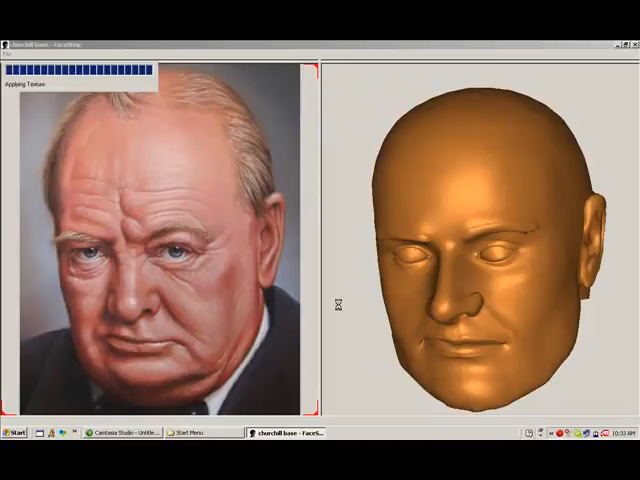 churchill base - FaceShop
File
Applying Texture
Start
Camtasia Studio - Untitle...
Start Menu
churchill base - FaceS...
10:33 AM